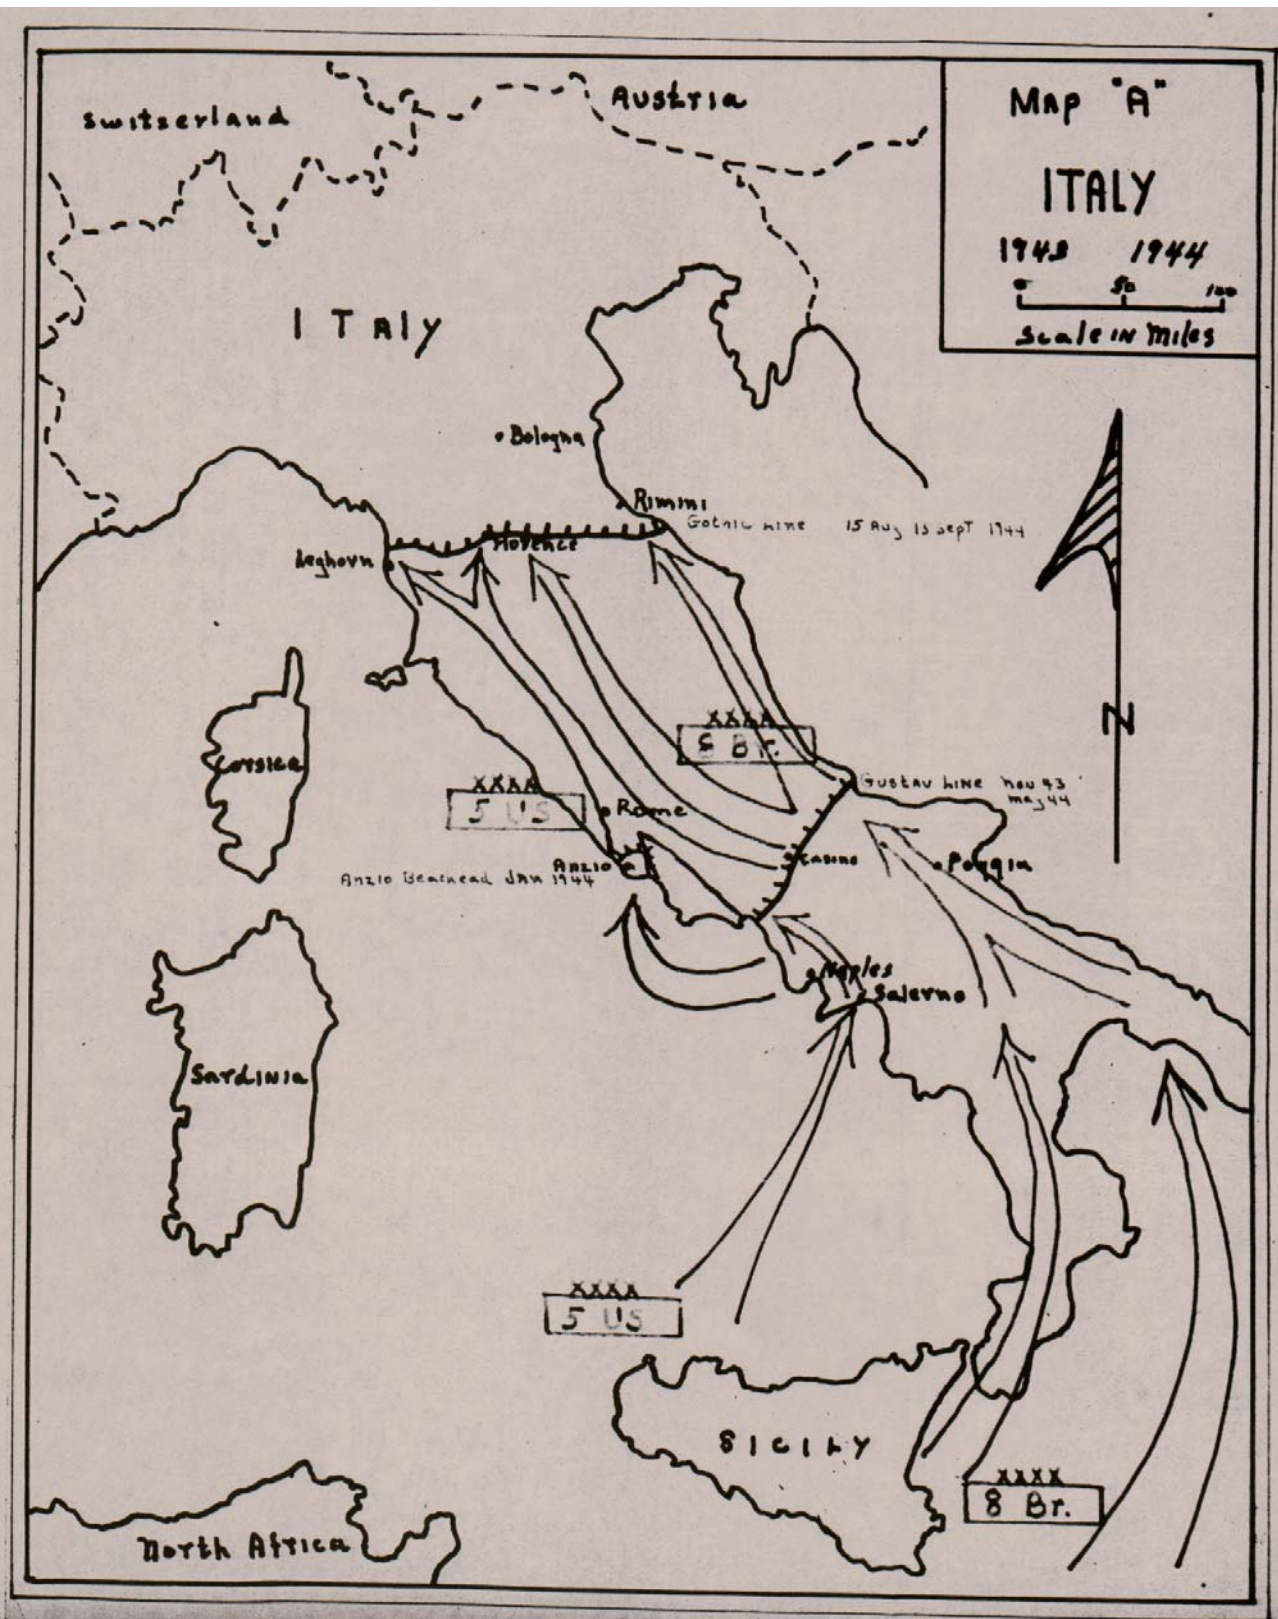 Map "A"
ITALY
1943 1944
0 50 100
Scale in Miles
Switzerland
Austria
ITaly
Bologna
Rimini
Gothic Line 15 Aug 15 Sept 1944
Florence
Leghorn
XXXX
8 Br.
Corsica
XXXX
5 US
Rome
Gustav Line Nov 43
May 44
N
Anzio
Casino
Foggia
Anzio Beachead Jan 1944
Naples
Salerno
Sardinia
XXXX
5 US
SICILY
XXXX
8 Br.
North Africa